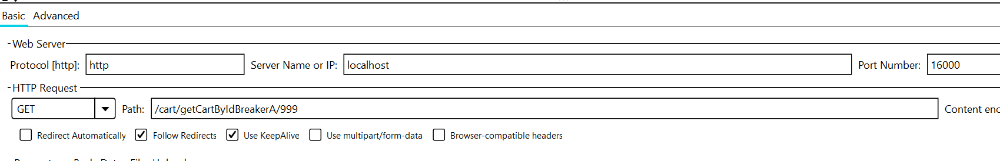 Basic Advanced
Web Server
Protocol [http]: http Server Name or IP: localhost Port Number: 16000
HTTP Request
GET Path: /cart/getCartByIdBreakerA/999 Content enc
Redirect Automatically Follow Redirects Use KeepAlive Use multipart/form-data Browser-compatible headers